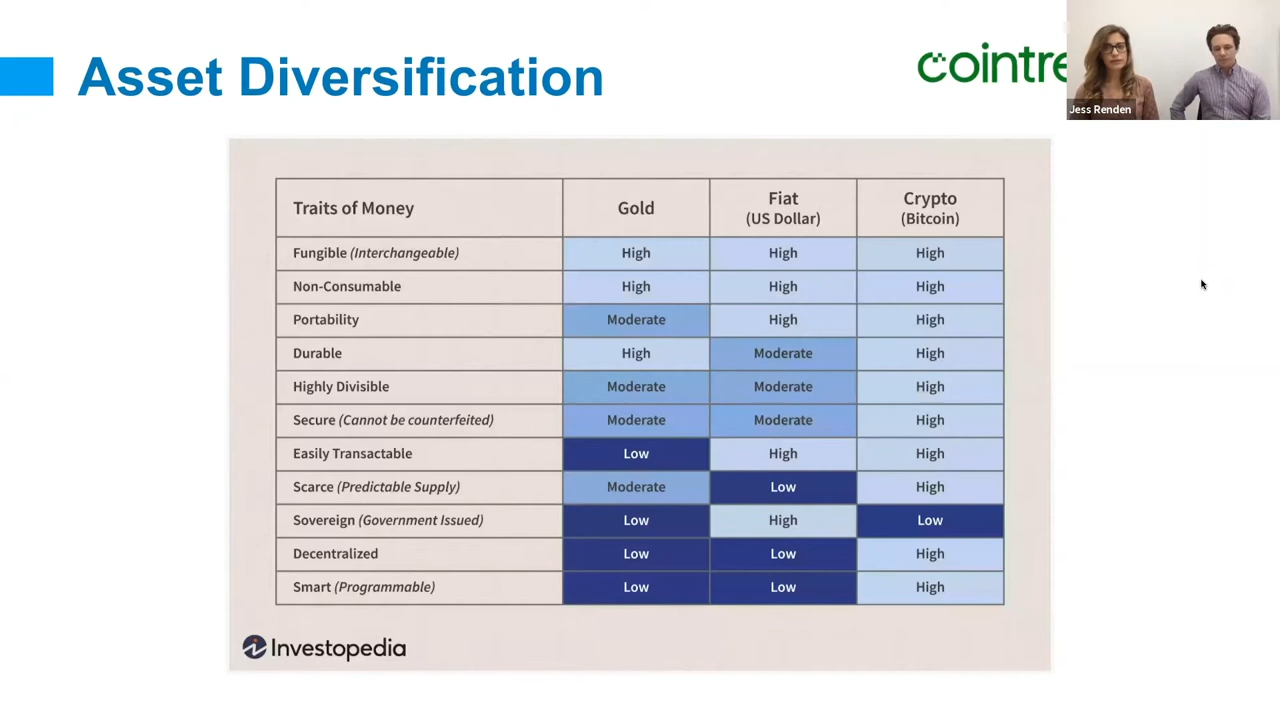 Asset Diversification
cointre
Jess Renden
Traits of Money Gold Fiat (US Dollar) Crypto (Bitcoin)
Fungible (Interchangeable) High High High
Non-Consumable High High High
Portability Moderate High High
Durable High Moderate High
Highly Divisible Moderate Moderate High
Secure (Cannot be counterfeited) Moderate Moderate High
Easily Transactable Low High High
Scarce (Predictable Supply) Moderate Low High
Sovereign (Government Issued) Low High Low
Decentralized Low Low High
Smart (Programmable) Low Low High
Investopedia